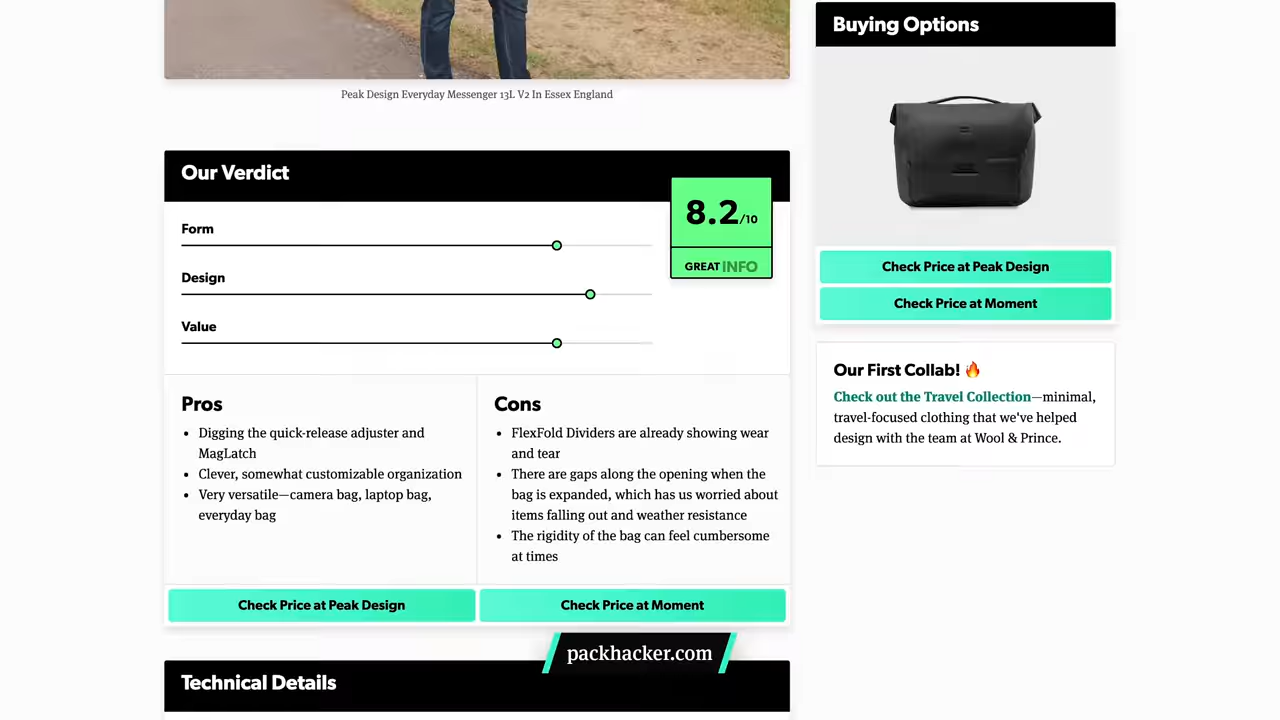 Peak Design Everyday Messenger 13L V2 In Essex England
Our Verdict
8.2/10
GREAT INFO
Form
Design
Value
Pros
Digging the quick-release adjuster and
MagLatch
Clever, somewhat customizable organization
Very versatile—camera bag, laptop bag,
everyday bag
Cons
FlexFold Dividers are already showing wear
and tear
There are gaps along the opening when the
bag is expanded, which has us worried about
items falling out and weather resistance
The rigidity of the bag can feel cumbersome
at times
Check Price at Peak Design
Check Price at Moment
packhacker.com
Technical Details
Buying Options
Check Price at Peak Design
Check Price at Moment
Our First Collab! 🔥
Check out the Travel Collection—minimal,
travel-focused clothing that we've helped
design with the team at Wool & Prince.